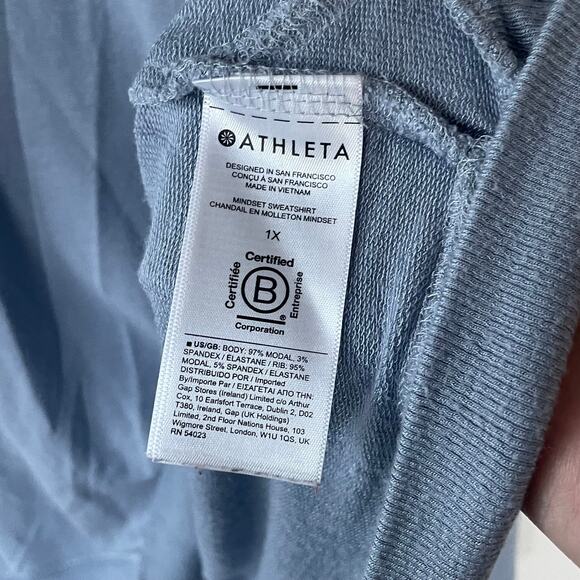 ATHLETA
DESIGNED IN SAN FRANCISCO
CONÇU À SAN FRANCISCO
MADE IN VIETNAM
MINDSET SWEATSHIRT
CHANDAIL EN MOLLETON MINDSET
1X
Certified
Certifiée
B
Entreprise
®
Corporation
■ US/GB: BODY: 97% MODAL, 3%
SPANDEX / ELASTANE / RIB: 95%
MODAL, 5% SPANDEX / ELASTANE
DISTRIBUIDO POR / Imported
By/Importe Par / ΕΙΣΑΓΕΤΑΙ ΑΠΟ ΤΗΝ:
Gap Stores (Ireland) Limited c/o Arthur
Cox, 10 Earlsfort Terrace, Dublin 2, D02
T380, Ireland, Gap (UK Holdings)
Limited, 2nd Floor Nations House, 103
Wigmore Street, London, W1U 1QS, UK
RN 54023